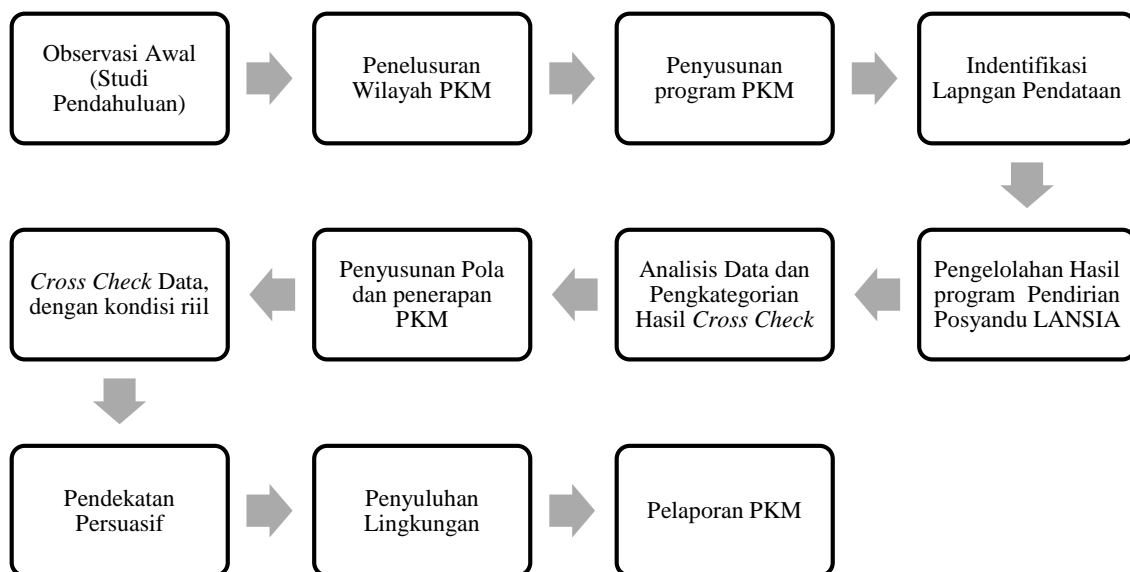 Observasi Awal
(Studi
Pendahuluan)
Penelusuran
Wilayah PKM
Penyusunan
program PKM
Indentifikasi
Lapngan Pendataan
Pengelolahan Hasil
program Pendirian
Posyandu LANSIA
Analisis Data dan
Pengkategorian
Hasil Cross Check
Penyusunan Pola
dan penerapan
PKM
Cross Check Data,
dengan kondisi riil
Pendekatan
Persuasif
Penyuluhan
Lingkungan
Pelaporan PKM